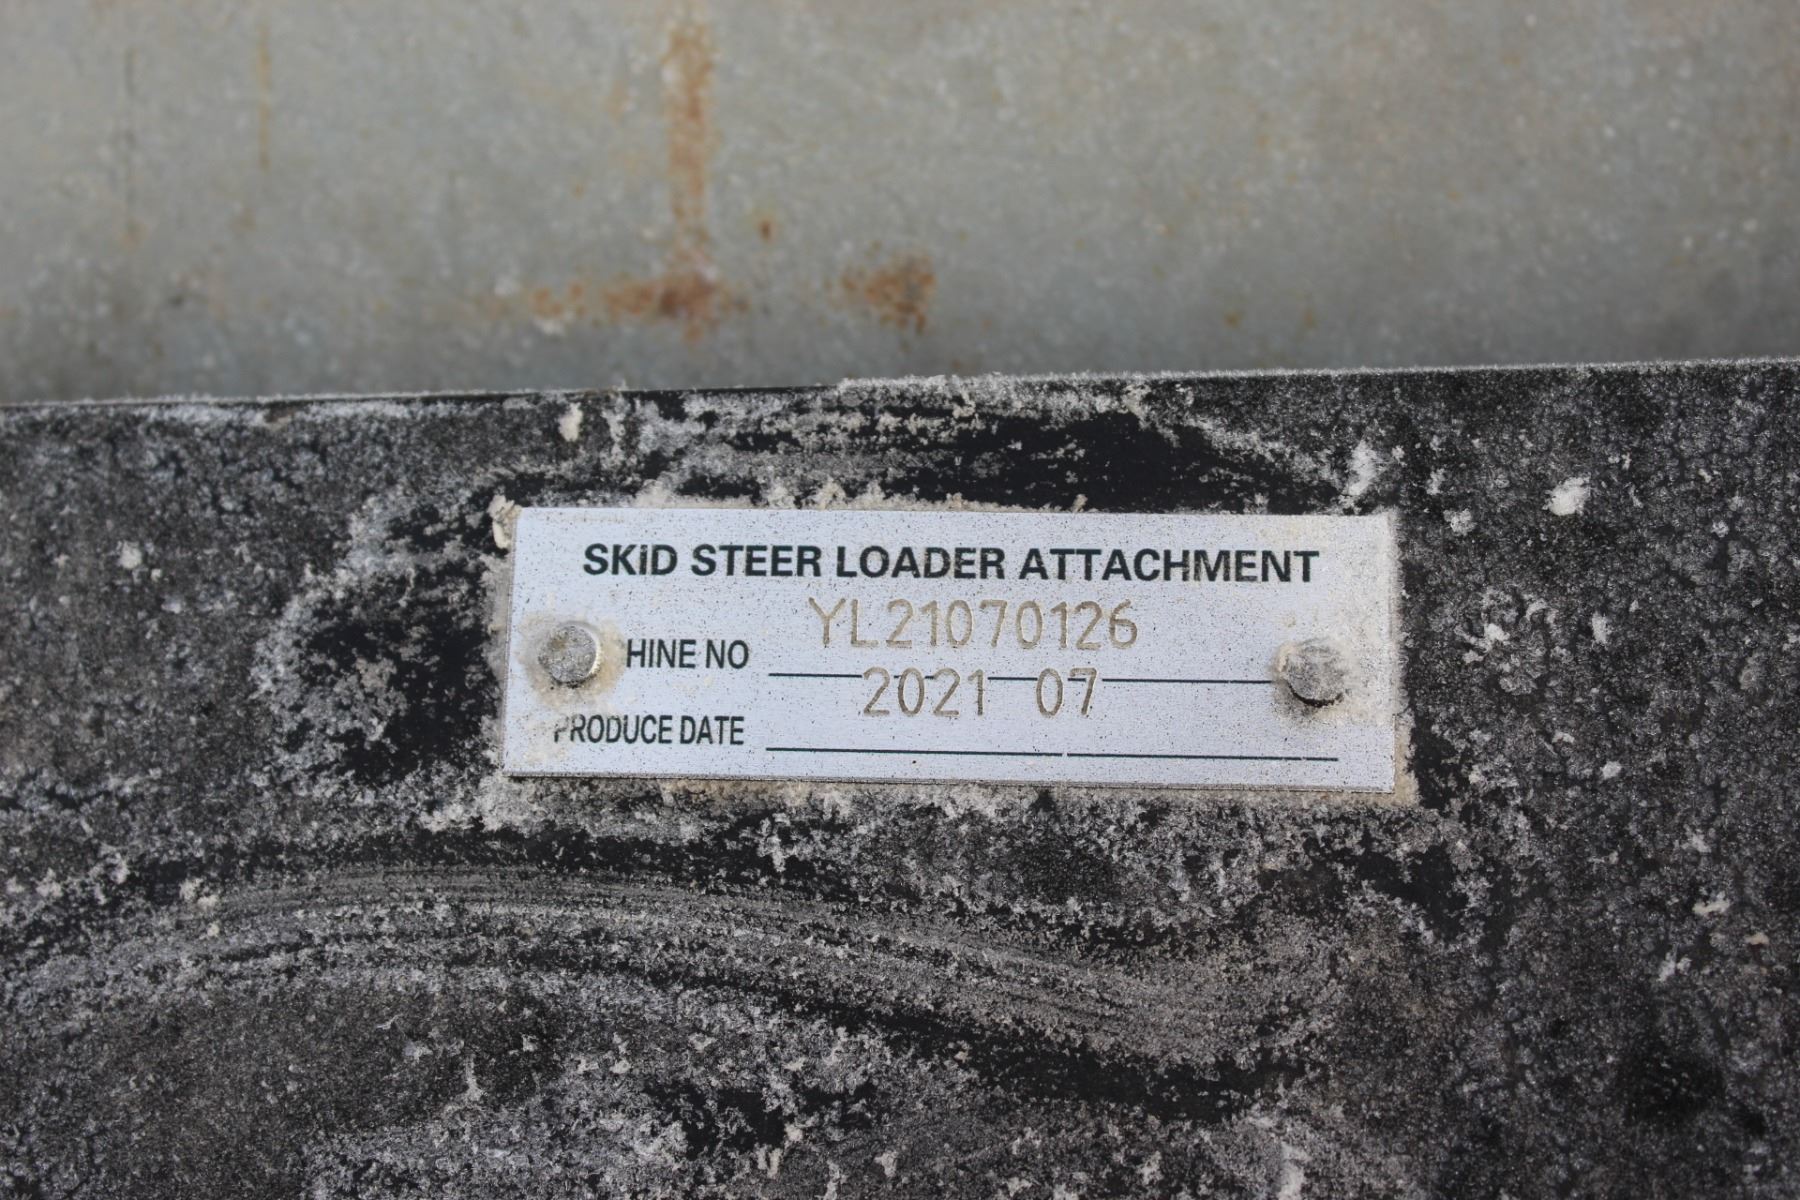 SKiD STEER LOADER ATTACHMENT
YL21070126
HINE NO
2021 07
PRODUCE DATE